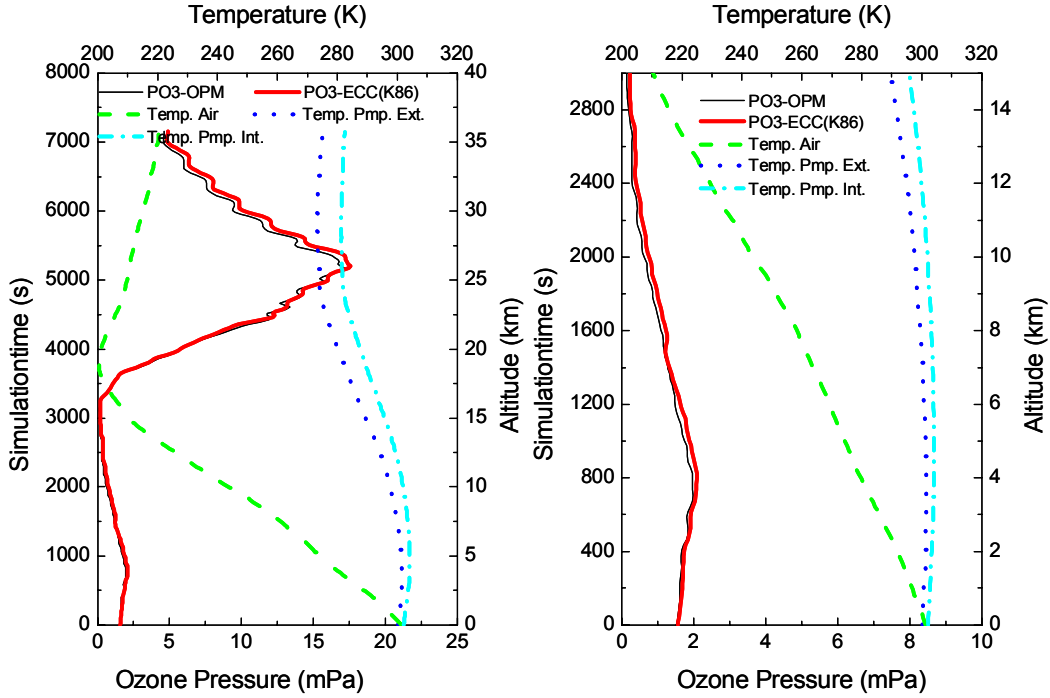 Temperature (K)
200 220 240 260 280 300 320
8000 40
PO3-OPM PO3-ECC(K86)
Temp. Air Temp. Pmp. Ext.
7000 Temp. Pmp. Int. 35
6000 30
5000 25
4000 20
3000 15
2000 10
1000 5
0 0
0 5 10 15 20 25
Simulationtime (s)
Altitude (km)
Ozone Pressure (mPa)
Temperature (K)
200 220 240 260 280 300 320
PO3-OPM
2800 14
PO3-ECC(K86)
Temp. Air
Temp. Pmp. Ext.
2400 Temp. Pmp. Int. 12
2000 10
1600 8
1200 6
800 4
400 2
0 0
0 2 4 6 8 10
Simulationtime (s)
Altitude (km)
Ozone Pressure (mPa)